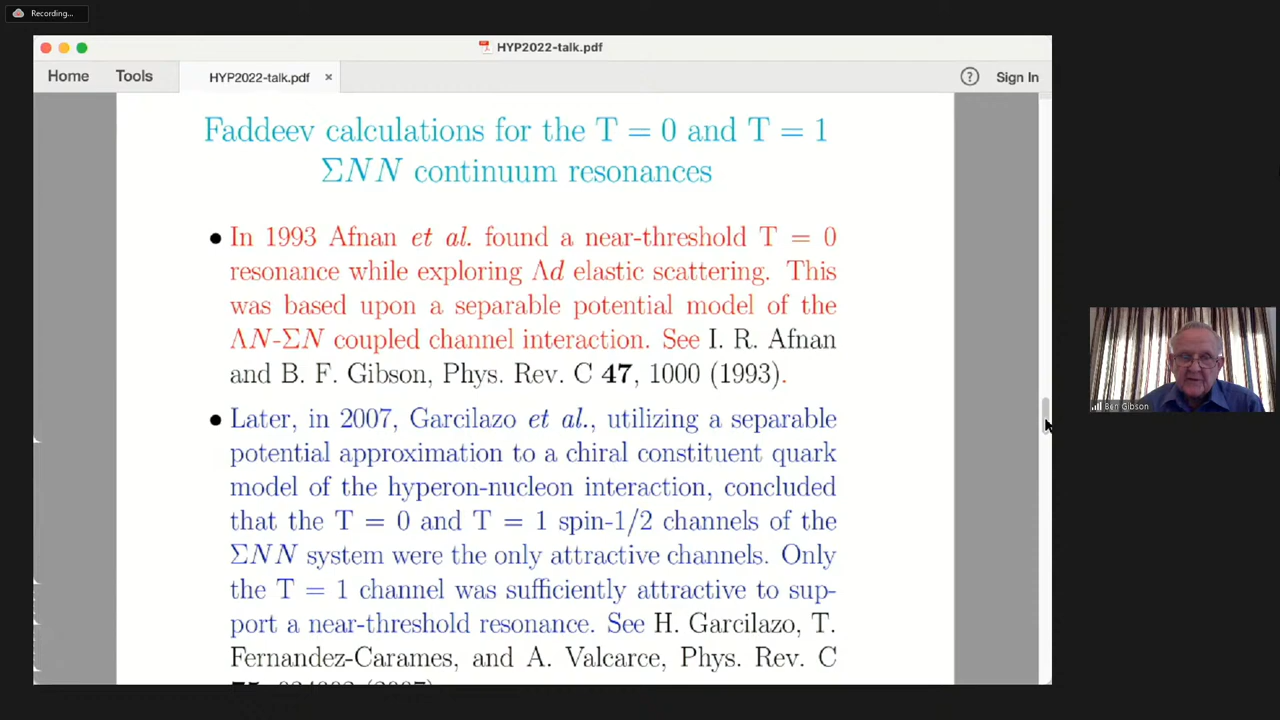 Recording...
HYP2022-talk.pdf
Home Tools HYP2022-talk.pdf × ? Sign In
Faddeev calculations for the T = 0 and T = 1
ΣNN continuum resonances
• In 1993 Afnan et al. found a near-threshold T = 0
resonance while exploring Λd elastic scattering. This
was based upon a separable potential model of the
ΛN-ΣN coupled channel interaction. See I. R. Afnan
and B. F. Gibson, Phys. Rev. C 47, 1000 (1993).
• Later, in 2007, Garcilazo et al., utilizing a separable
potential approximation to a chiral constituent quark
model of the hyperon-nucleon interaction, concluded
that the T = 0 and T = 1 spin-1/2 channels of the
ΣNN system were the only attractive channels. Only
the T = 1 channel was sufficiently attractive to sup-
port a near-threshold resonance. See H. Garcilazo, T.
Fernandez-Carames, and A. Valcarce, Phys. Rev. C
Ben Gibson